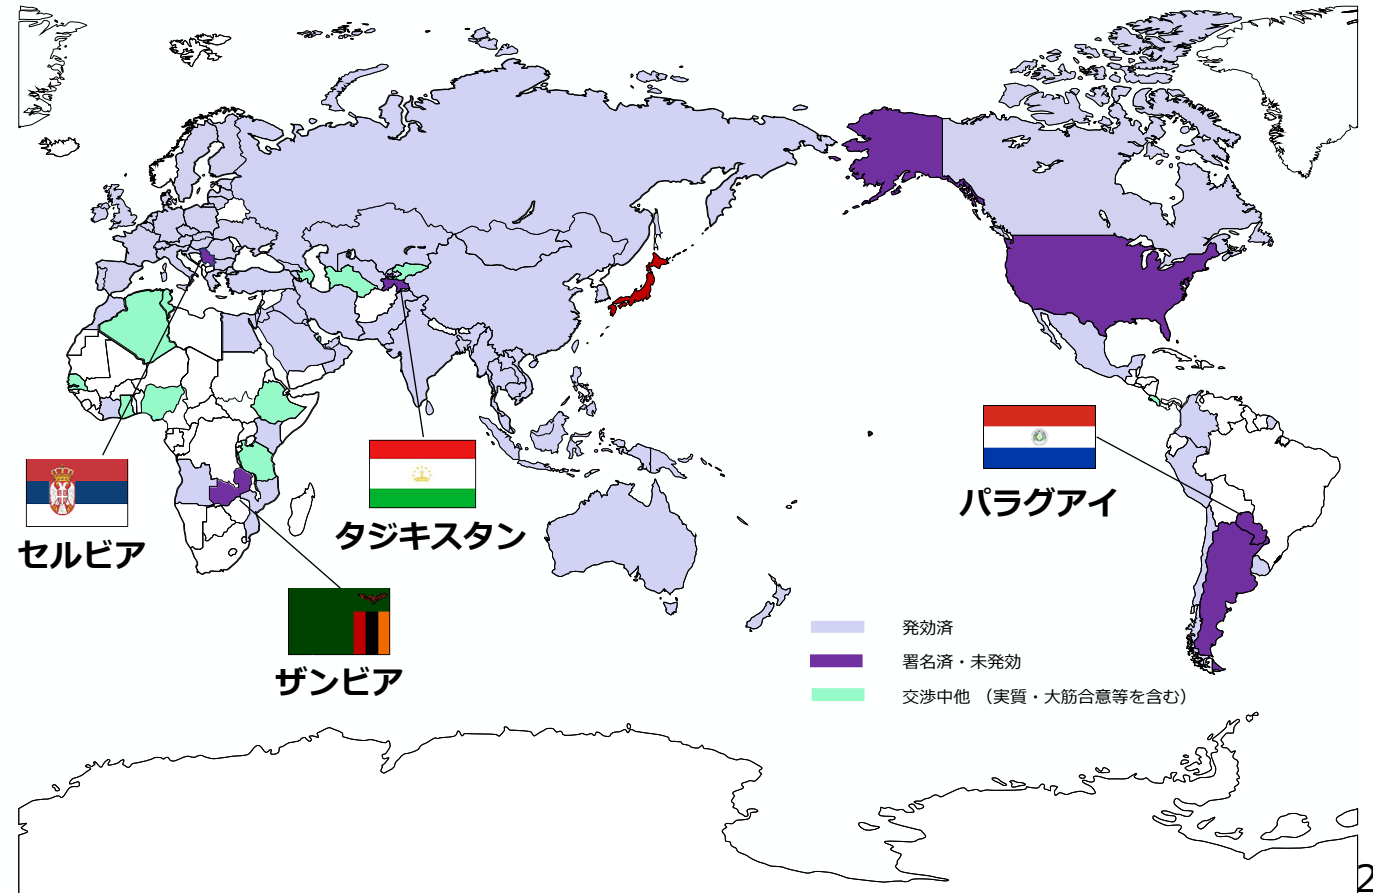 セルビア
タジキスタン
ザンビア
パラグアイ
発効済
署名済・未発効
交渉中他 （実質・大筋合意等を含む）
2